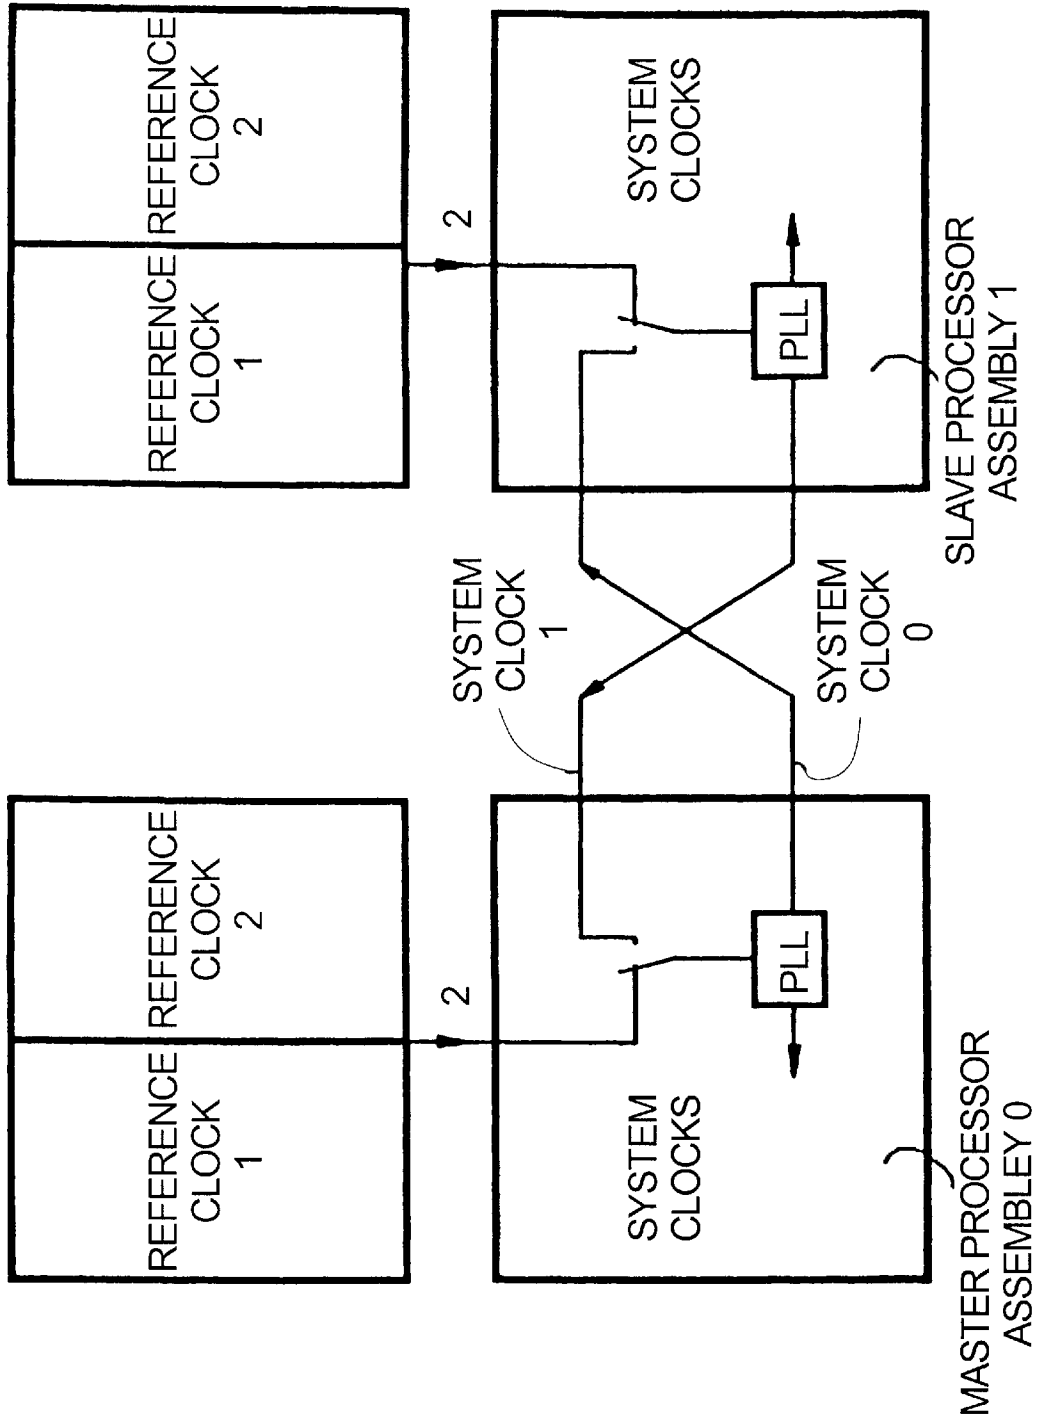 REFERENCE
CLOCK
1
REFERENCE
CLOCK
2
REFERENCE
CLOCK
1
REFERENCE
CLOCK
2
2
2
SYSTEM
CLOCKS
PLL
SYSTEM
CLOCK
1
SYSTEM
CLOCK
0
SYSTEM
CLOCKS
PLL
MASTER PROCESSOR
ASSEMBLEY 0
SLAVE PROCESSOR
ASSEMBLY 1